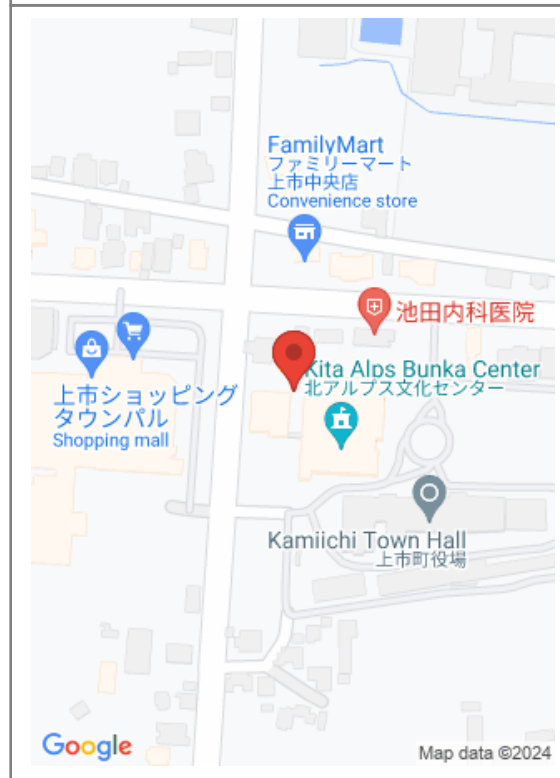 FamilyMart
ファミリーマート
上市中央店
Convenience store
池田内科医院
Kita Alps Bunka Center
北アルプス文化センター
上市ショッピング
タウンパル
Shopping mall
Kamiichi Town Hall
上市町役場
Google
Map data ©2024